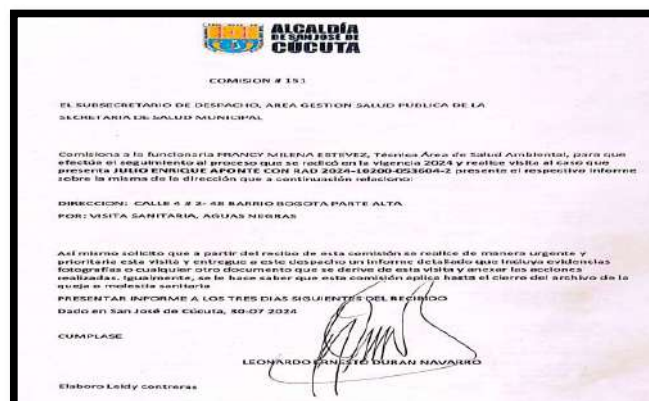 ALCALDÍA
DE SAN JOSÉ DE
CÚCUTA
COMISION # 151
EL SUBSECRETARIO DE DESPACHO, AREA GESTION SALUD PUBLICA DE LA
SECRETARIA DE SALUD MUNICIPAL
Comisiona a la funcionaria FRANCY MILENA ESTEVEZ, Técnica Área de Salud Ambiental, para que
efectúe el seguimiento al proceso que se radicó en la vigencia 2024 y realice visita al caso que
presenta JULIO ENRIQUE APONTE CON RAD 2024-10200-053604-2 presente el respectivo informe
sobre la misma de la dirección que a continuación relaciono:
DIRECCION: CALLE 4 # 2- 48 BARRIO BOGOTA PARTE ALTA
POR: VISITA SANITARIA, AGUAS NEGRAS
Así mismo solicito que a partir del recibo de esta comisión se realice de manera urgente y
prioritaria esta visita y entregue a este despacho un informe detallado que incluya evidencias
fotografías o cualquier otro documento que se derive de esta visita y anexar las acciones
realizadas. Igualmente, se le hace saber que esta comisión aplica hasta el cierre del archivo de la
queja o molestia sanitaria
PRESENTAR INFORME A LOS TRES DIAS SIGUIENTES DEL RECIBIDO
Dado en San José de Cúcuta, 30-07 2024
CUMPLASE
LEONARDO ERNESTO DURAN NAVARRO
Elaboro Leidy Contreras